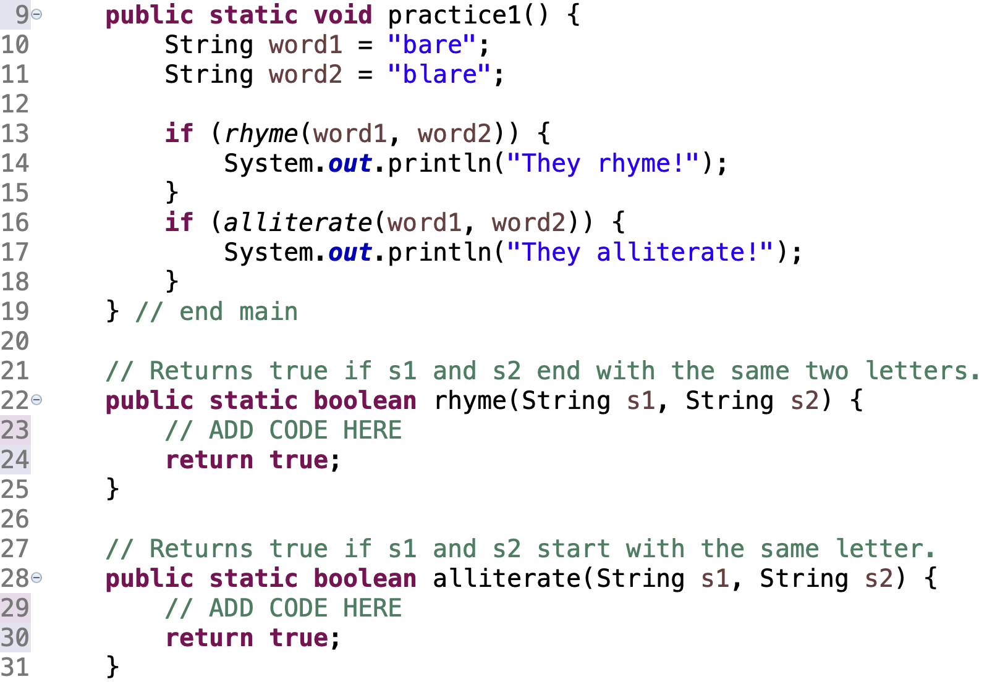 9 public static void practice1() {
10 String word1 = "bare";
11 String word2 = "blare";
12
13 if (rhyme(word1, word2)) {
14 System.out.println("They rhyme!");
15 }
16 if (alliterate(word1, word2)) {
17 System.out.println("They alliterate!");
18 }
19 } // end main
20
21 // Returns true if s1 and s2 end with the same two letters.
22 public static boolean rhyme(String s1, String s2) {
23 // ADD CODE HERE
24 return true;
25 }
26
27 // Returns true if s1 and s2 start with the same letter.
28 public static boolean alliterate(String s1, String s2) {
29 // ADD CODE HERE
30 return true;
31 }